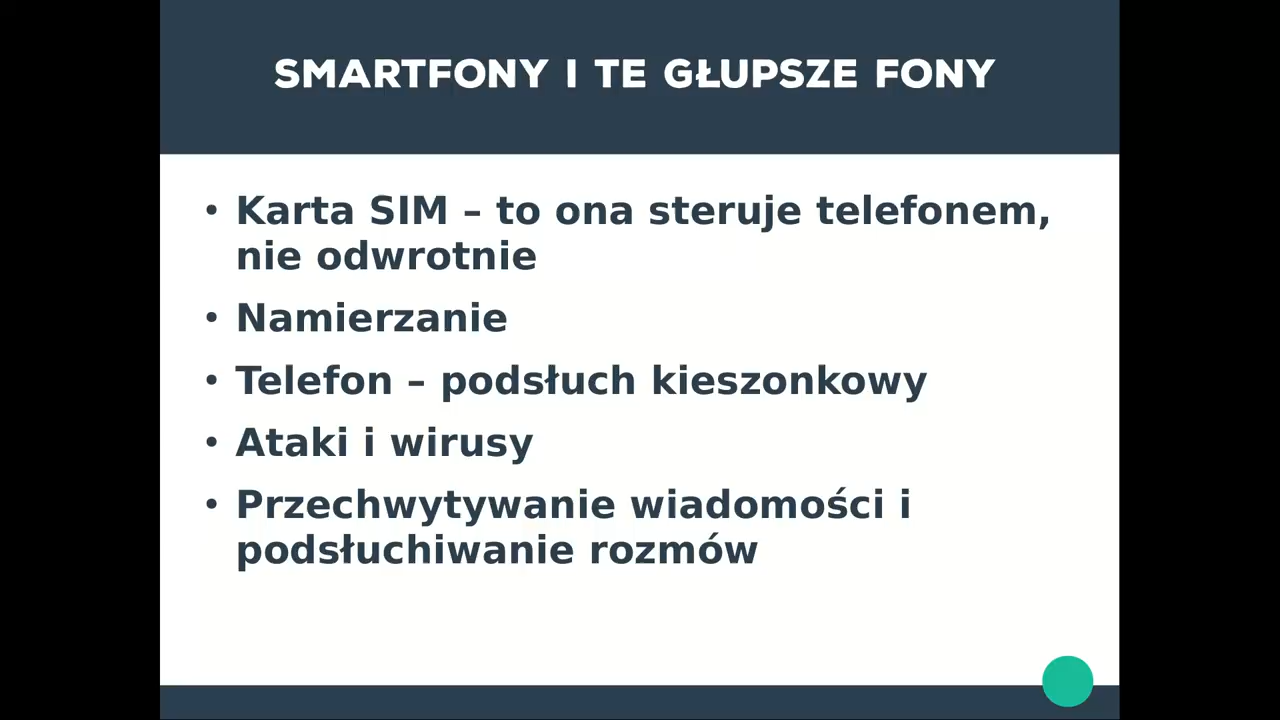 SMARTFONY I TE GŁUPSZE FONY
• Karta SIM – to ona steruje telefonem,
nie odwrotnie
• Namierzanie
• Telefon – podsłuch kieszonkowy
• Ataki i wirusy
• Przechwytywanie wiadomości i
podsłuchiwanie rozmów